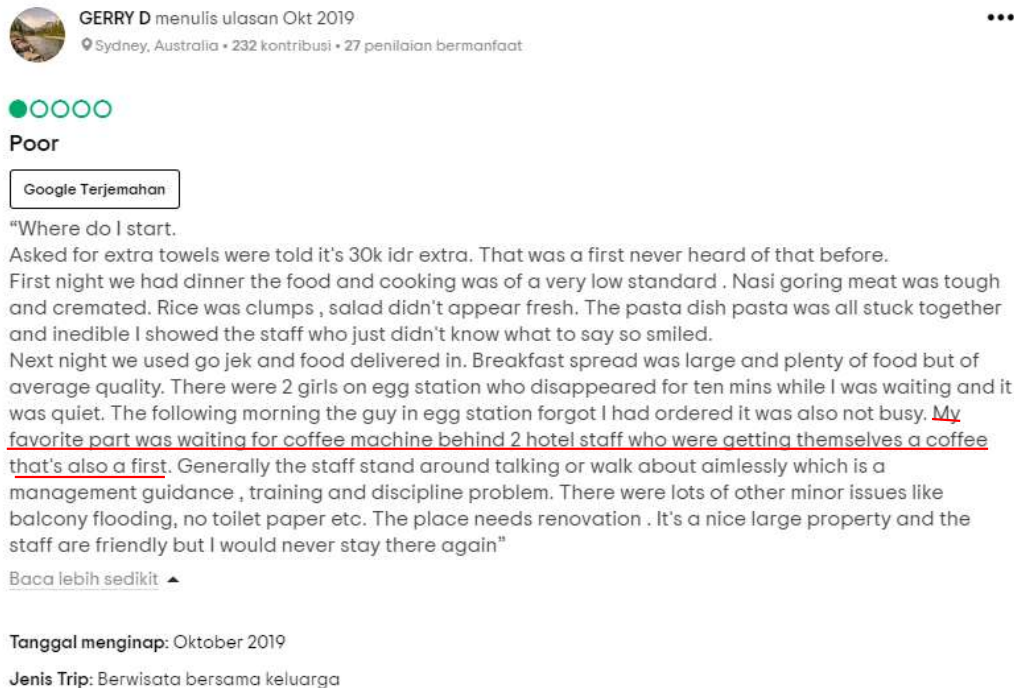 GERRY D menulis ulasan Okt 2019
Sydney, Australia • 232 kontribusi • 27 penilaian bermanfaat
Poor
Google Terjemahan
“Where do I start.
Asked for extra towels were told it's 30k idr extra. That was a first never heard of that before.
First night we had dinner the food and cooking was of a very low standard . Nasi goring meat was tough
and cremated. Rice was clumps , salad didn't appear fresh. The pasta dish pasta was all stuck together
and inedible I showed the staff who just didn't know what to say so smiled.
Next night we used go jek and food delivered in. Breakfast spread was large and plenty of food but of
average quality. There were 2 girls on egg station who disappeared for ten mins while I was waiting and it
was quiet. The following morning the guy in egg station forgot I had ordered it was also not busy. My
favorite part was waiting for coffee machine behind 2 hotel staff who were getting themselves a coffee
that's also a first. Generally the staff stand around talking or walk about aimlessly which is a
management guidance , training and discipline problem. There were lots of other minor issues like
balcony flooding, no toilet paper etc. The place needs renovation . It's a nice large property and the
staff are friendly but I would never stay there again”
Baca lebih sedikit
Tanggal menginap: Oktober 2019
Jenis Trip: Berwisata bersama keluarga